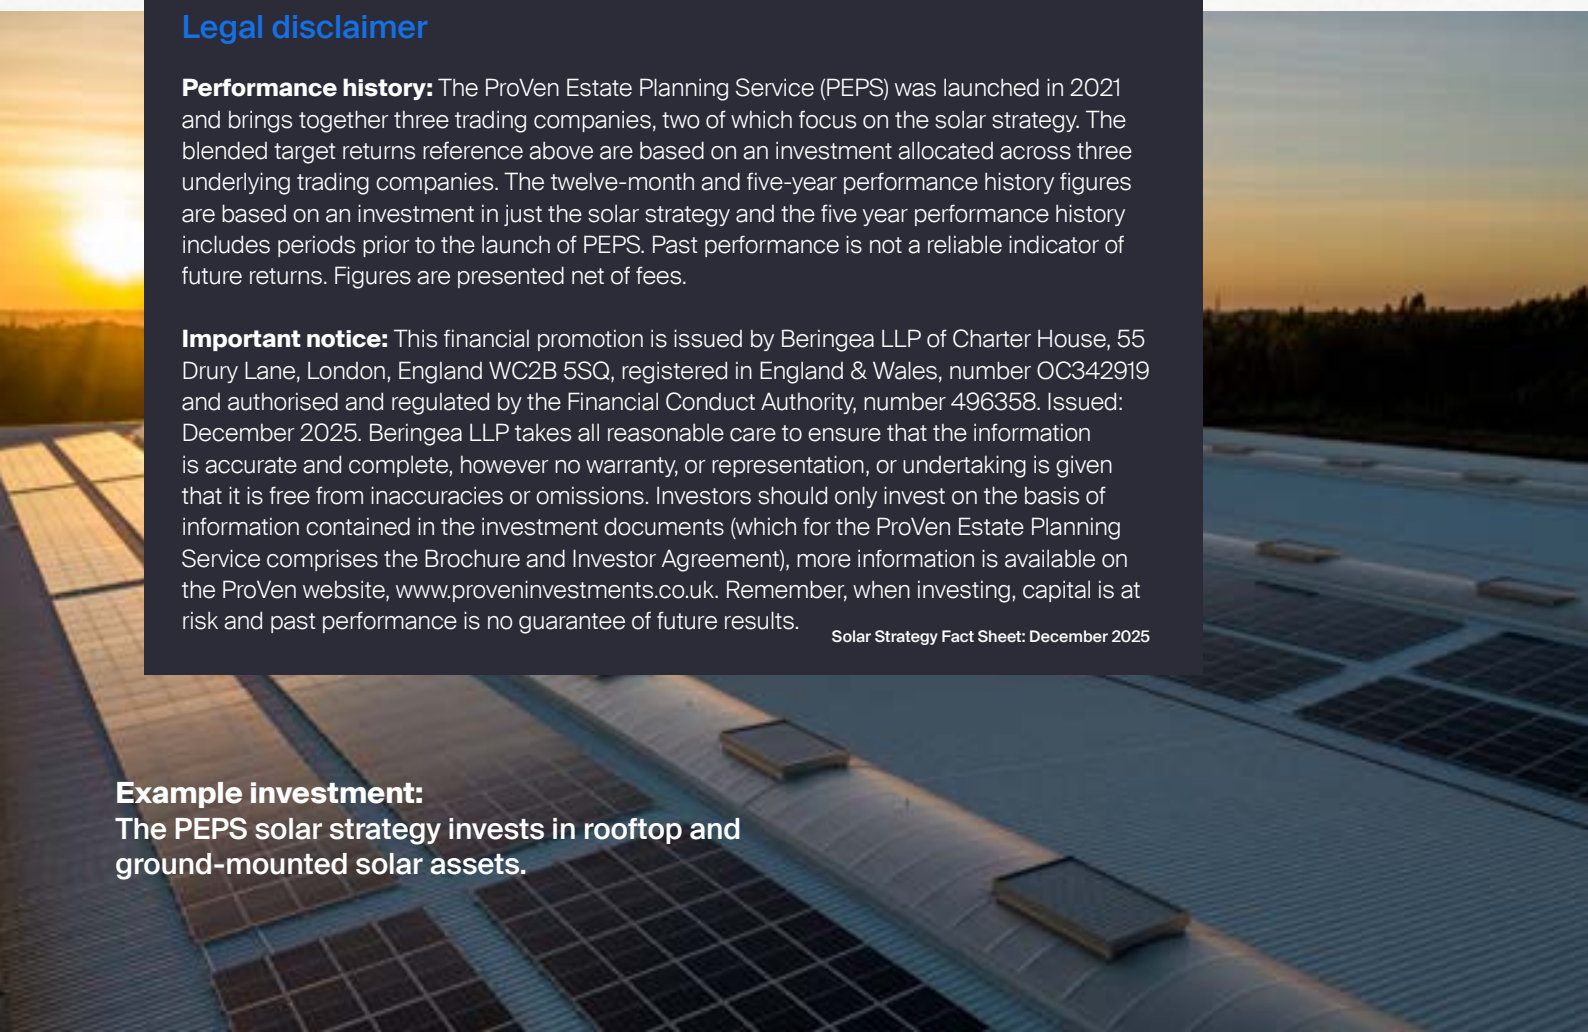 Legal disclaimer
Performance history: The ProVen Estate Planning Service (PEPS) was launched in 2021
and brings together three trading companies, two of which focus on the solar strategy. The
blended target returns reference above are based on an investment allocated across three
underlying trading companies. The twelve-month and five-year performance history figures
are based on an investment in just the solar strategy and the five year performance history
includes periods prior to the launch of PEPS. Past performance is not a reliable indicator of
future returns. Figures are presented net of fees.
Important notice: This financial promotion is issued by Beringea LLP of Charter House, 55
Drury Lane, London, England WC2B 5SQ, registered in England & Wales, number OC342919
and authorised and regulated by the Financial Conduct Authority, number 496358. Issued:
December 2025. Beringea LLP takes all reasonable care to ensure that the information
is accurate and complete, however no warranty, or representation, or undertaking is given
that it is free from inaccuracies or omissions. Investors should only invest on the basis of
information contained in the investment documents (which for the ProVen Estate Planning
Service comprises the Brochure and Investor Agreement), more information is available on
the ProVen website, www.proveninvestments.co.uk. Remember, when investing, capital is at
risk and past performance is no guarantee of future results.
Solar Strategy Fact Sheet: December 2025
Example investment:
The PEPS solar strategy invests in rooftop and
ground-mounted solar assets.